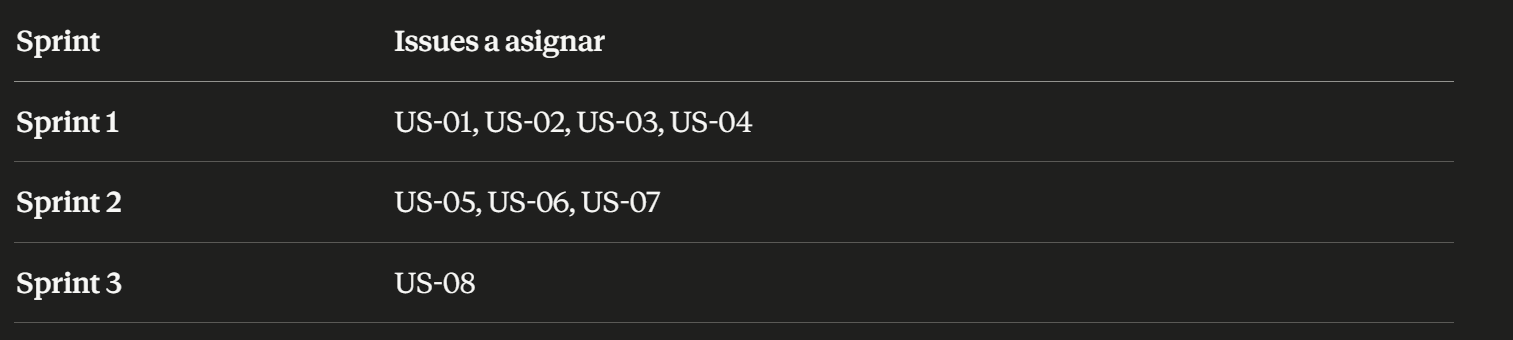 Sprint Issues a asignar
Sprint 1 US-01, US-02, US-03, US-04
Sprint 2 US-05, US-06, US-07
Sprint 3 US-08